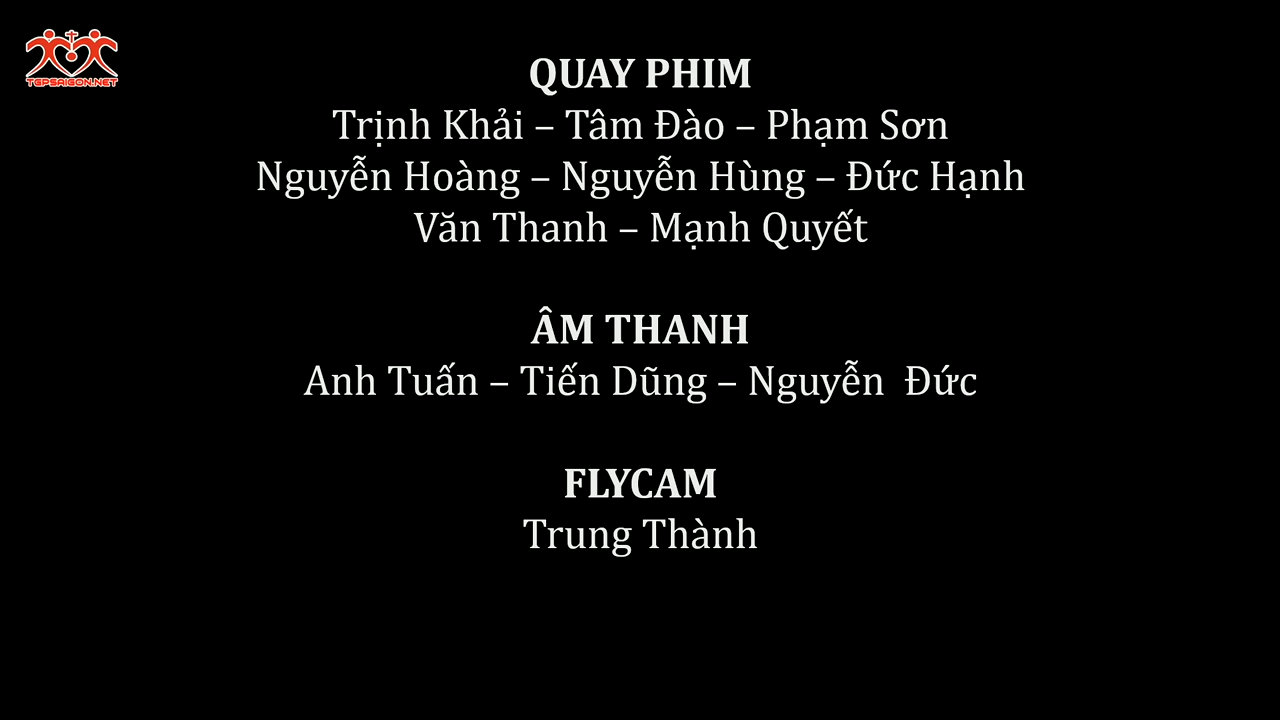 TGPSAIGON.NET
QUAY PHIM
Trịnh Khải – Tâm Đào – Phạm Sơn
Nguyễn Hoàng – Nguyễn Hùng – Đức Hạnh
Văn Thanh – Mạnh Quyết
ÂM THANH
Anh Tuấn – Tiến Dũng – Nguyễn  Đức
FLYCAM
Trung Thành